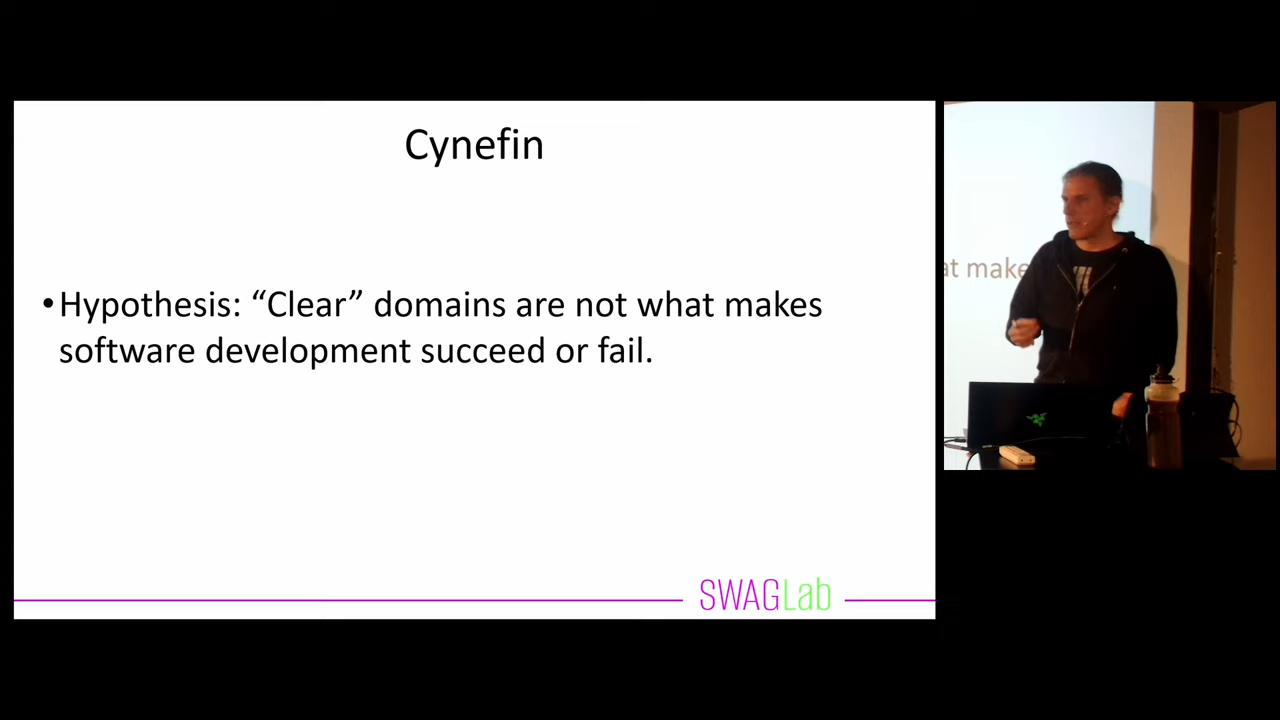 Cynefin
•Hypothesis: “Clear” domains are not what makes
software development succeed or fail.
SWAGLab
at make